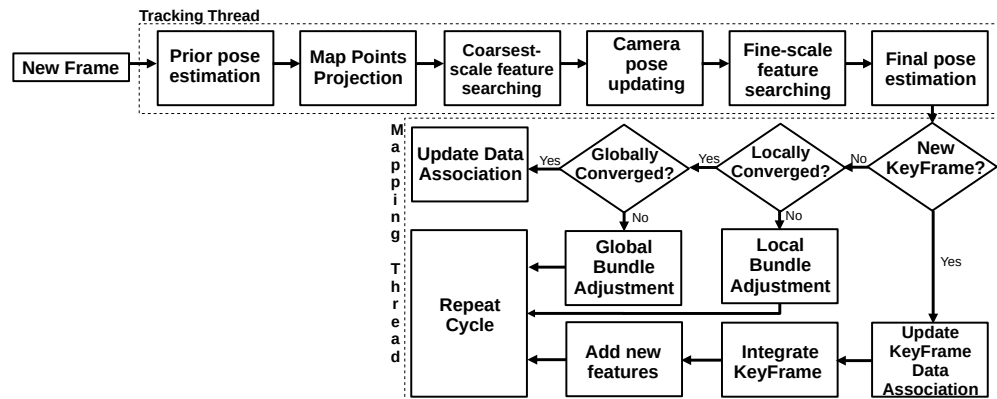 Tracking Thread
New Frame
Prior pose
estimation
Map Points
Projection
Coarsest-
scale feature
searching
Camera
pose
updating
Fine-scale
feature
searching
Final pose
estimation
Mapping Thread
Update Data
Association
Yes
Globally
Converged?
Yes
Locally
Converged?
No
New
KeyFrame?
No
No
Yes
Global
Bundle
Adjustment
Local
Bundle
Adjustment
Repeat
Cycle
Add new
features
Integrate
KeyFrame
Update
KeyFrame
Data
Association